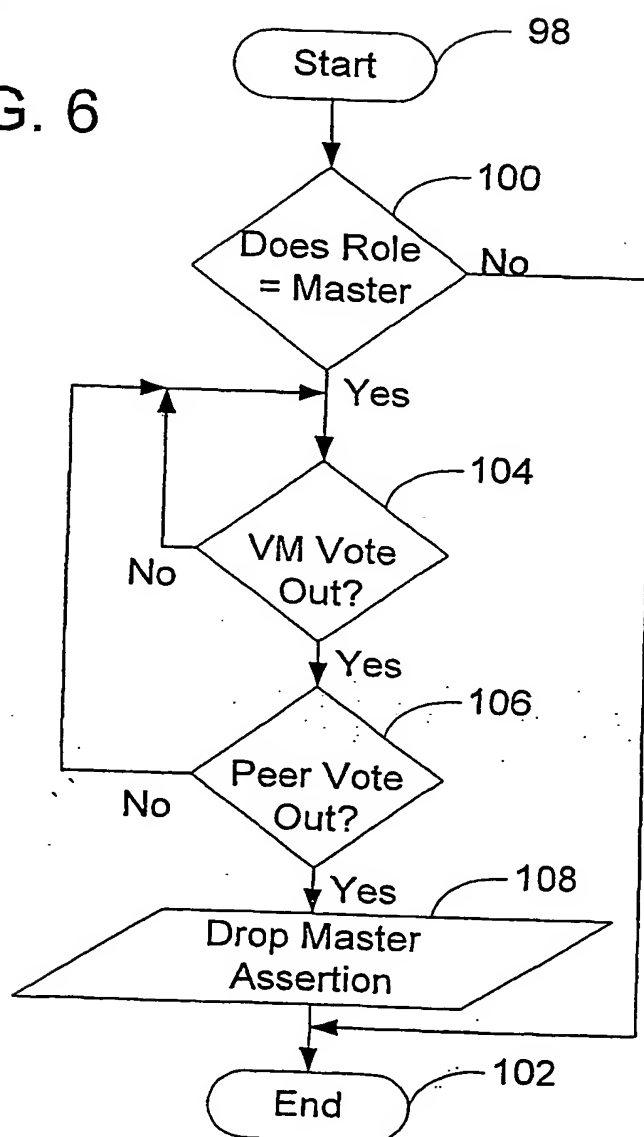 G. 6
Start
98
100
Does Role
= Master
No
Yes
104
VM Vote
Out?
No
Yes
106
Peer Vote
Out?
No
Yes
108
Drop Master
Assertion
102
End